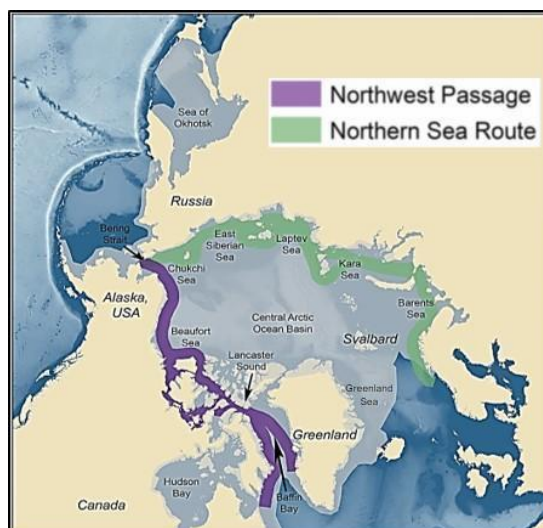 Sea of
Okhotsk
Northwest Passage
Northern Sea Route
Russia
Bering
Strait
East
Siberian
Sea
Laptev
Sea
Chukchi
Sea
Kara
Sea
Alaska,
USA
Barents
Sea
Central Arctic
Ocean Basin
Beaufort
Sea
Svalbard
Lancaster
Sound
Greenland
Sea
Greenland
Hudson
Bay
Baffin
Bay
Canada